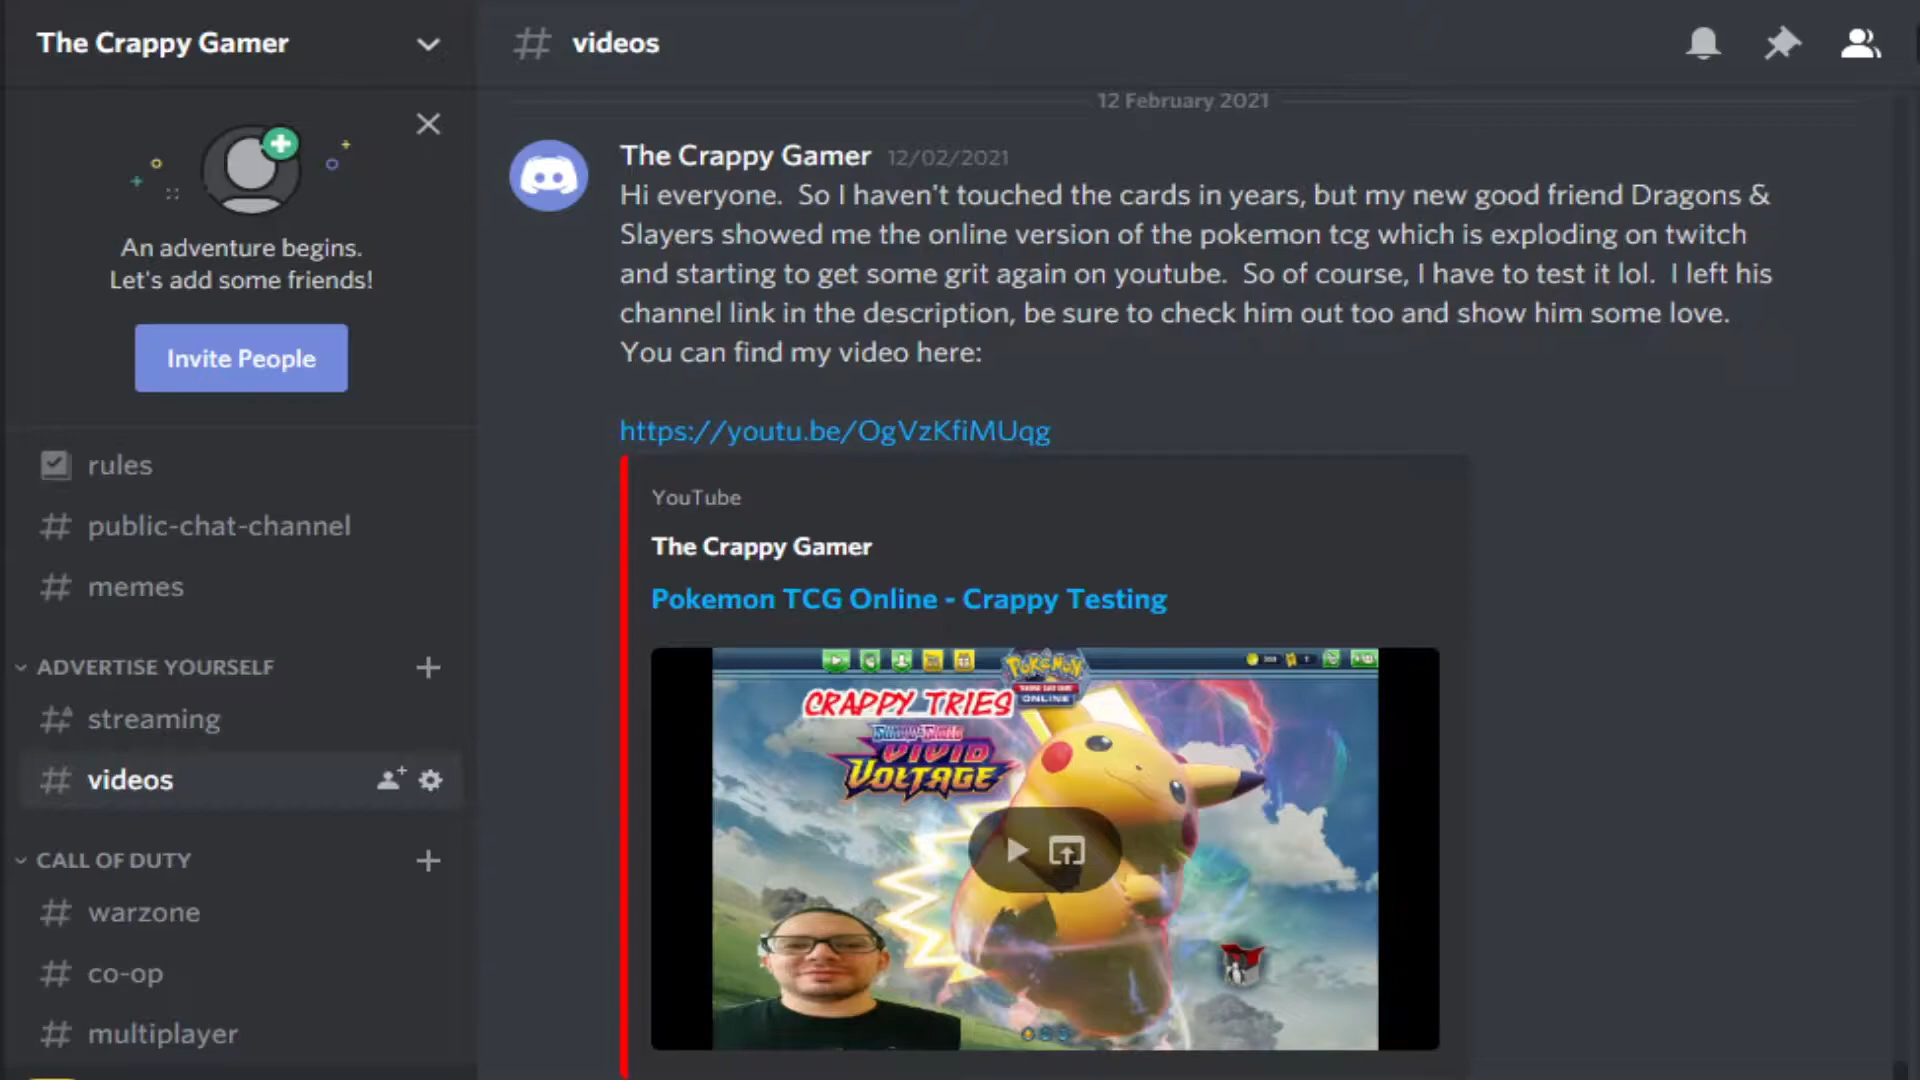 The Crappy Gamer
videos
12 February 2021
An adventure begins.
Let's add some friends!
Invite People
rules
public-chat-channel
memes
ADVERTISE YOURSELF
streaming
videos
CALL OF DUTY
warzone
co-op
multiplayer
The Crappy Gamer 12/02/2021
Hi everyone.  So I haven't touched the cards in years, but my new good friend Dragons &
Slayers showed me the online version of the pokemon tcg which is exploding on twitch
and starting to get some grit again on youtube.  So of course, I have to test it lol.  I left his
channel link in the description, be sure to check him out too and show him some love.
You can find my video here:
https://youtu.be/OgVzKfiMUqg
YouTube
The Crappy Gamer
Pokemon TCG Online - Crappy Testing
POKEMON
ONLINE
CRAPPY TRIES
VIVID
VOLTAGE